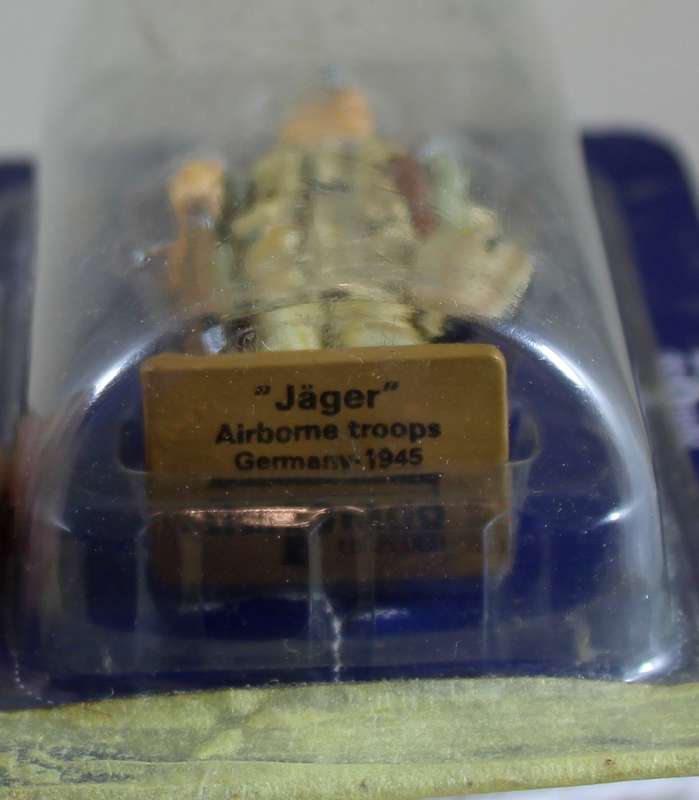 "Jäger"
Airborne troops
Germany-1945